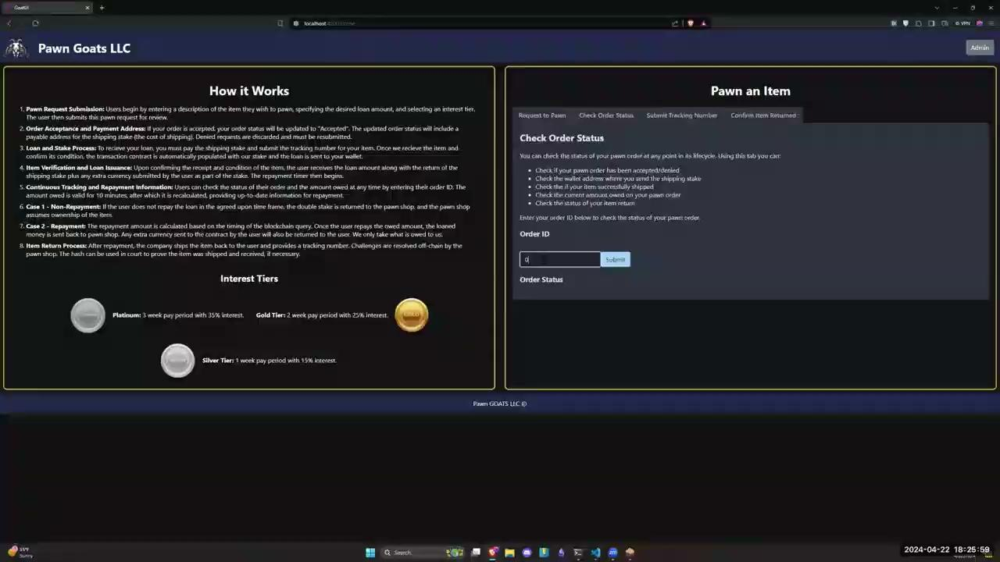 GoatUI
localhost
VPN
Pawn Goats LLC
Admin
How it Works
1. Pawn Request Submission: Users begin by entering a description of the item they wish to pawn, specifying the desired loan amount, and selecting an interest tier.
The user then submits this pawn request for review.
2. Order Acceptance and Payment Address: If your order is accepted, your order status will be updated to "Accepted". The updated order status will include a
payable address for the shipping stake (the cost of shipping). Denied requests are discarded and must be resubmitted.
3. Loan and Stake Process: To recieve your loan, you must pay the shipping stake and submit the tracking number for your item. Once we recieve the item and
confirm its condition, the transaction contract is automatically populated with our stake and the loan is sent to your wallet.
4. Item Verification and Loan Issuance: Upon confirming the receipt and condition of the item, the user receives the loan amount along with the return of the
shipping stake plus any extra currency submitted by the user as part of the stake. The repayment timer then begins.
5. Continuous Tracking and Repayment Information: Users can check the status of their order and the amount owed at any time by entering their order ID. The
amount owed is valid for 10 minutes, after which it is recalculated, providing up-to-date information for repayment.
6. Case 1 - Non-Repayment: If the user does not repay the loan in the agreed upon time frame, the double stake is returned to the pawn shop, and the pawn shop
assumes ownership of the item.
7. Case 2 - Repayment: The repayment amount is calculated based on the timing of the blockchain query. Once the user repays the owed amount, the loaned
money is sent back to pawn shop. Any extra currency sent to the contract by the user will also be returned to the user. We only take what is owed to us.
8. Item Return Process: After repayment, the company ships the item back to the user and provides a tracking number. Challenges are resolved off-chain by the
pawn shop. The hash can be used in court to prove the item was shipped and received, if necessary.
Interest Tiers
Platinum: 3 week pay period with 35% interest.
Gold Tier: 2 week pay period with 25% interest.
Silver Tier: 1 week pay period with 15% interest.
Pawn an Item
Request to Pawn
Check Order Status
Submit Tracking Number
Confirm Item Returned
Check Order Status
You can check the status of your pawn order at any point in its lifecycle. Using this tab you can:
• Check if your pawn order has been accepted/denied
• Check the wallet address where you send the shipping stake
• Check the if your item successfully shipped
• Check the current amount owed on your pawn order
• Check the status of your item return
Enter your order ID below to check the status of your pawn order.
Order ID
0
Submit
Order Status
Pawn GOATS LLC ©
55°F
Sunny
Search
2024-04-22 18:25:59